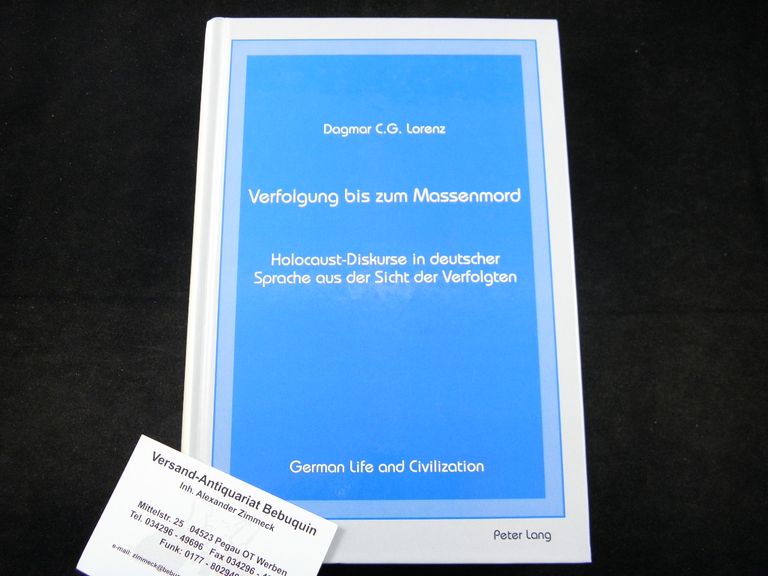 Dagmar C.G. Lorenz
Verfolgung bis zum Massenmord
Holocaust-Diskurse in deutscher
Sprache aus der Sicht der Verfolgten
German Life and Civilization
Peter Lang
Versand-Antiquariat Bebuquin
Inh. Alexander Zimmeck
Mittelstr. 25 04523 Pegau OT Werben
Tel. 034296 - 49696 Fax 034296 -
Funk: 0177 -
e-mail: